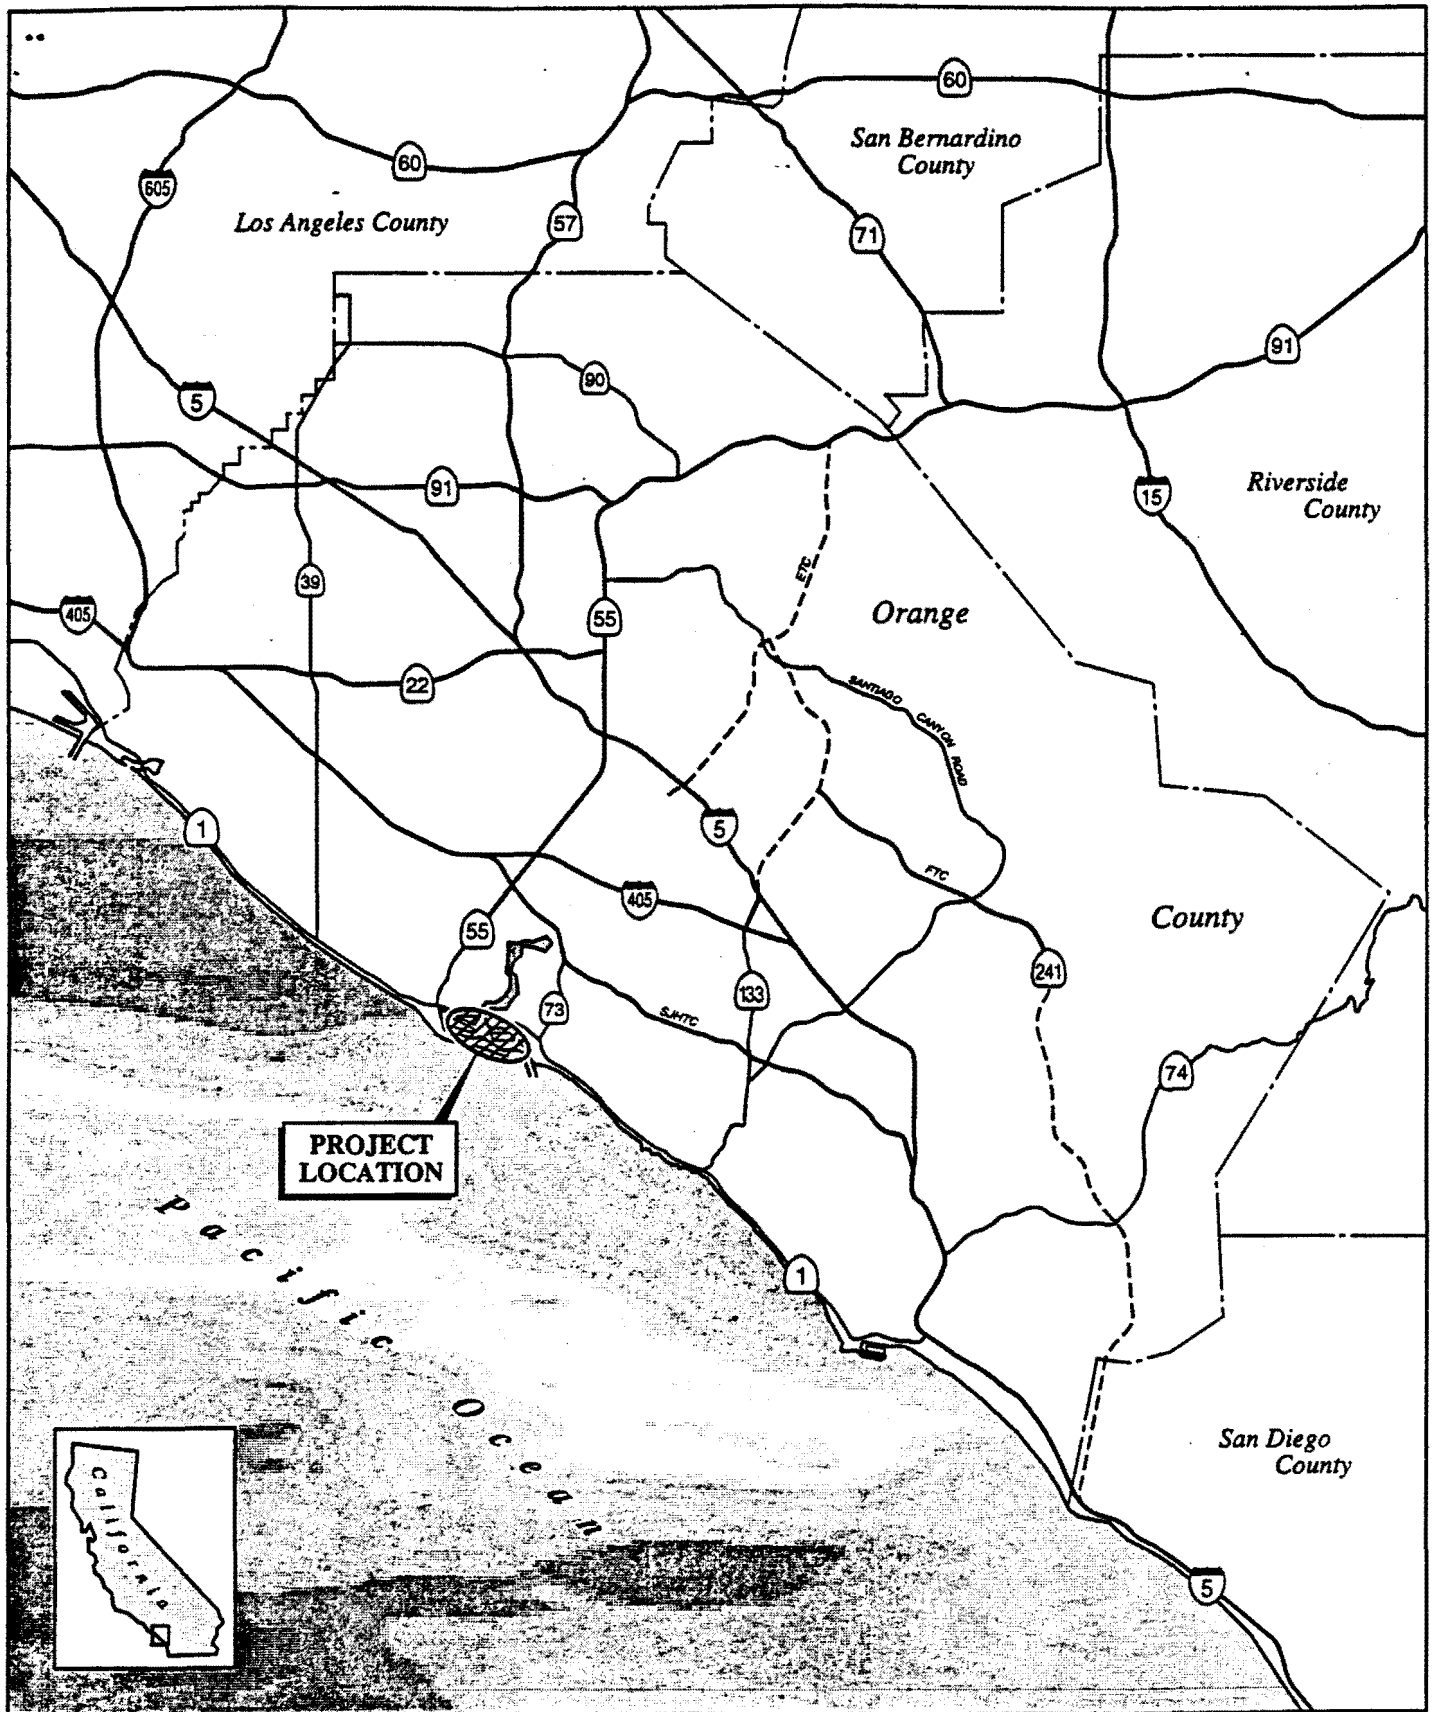 60
San Bernardino
County
60
605
Los Angeles County
57
71
91
90
5
91
15
Riverside
County
39
405
55
ETC
Orange
22
SANTIAGO CANYON ROAD
1
5
FTC
405
County
55
241
133
73
SJHTC
74
PROJECT
LOCATION
Pacific Ocean
1
California
San Diego
County
5